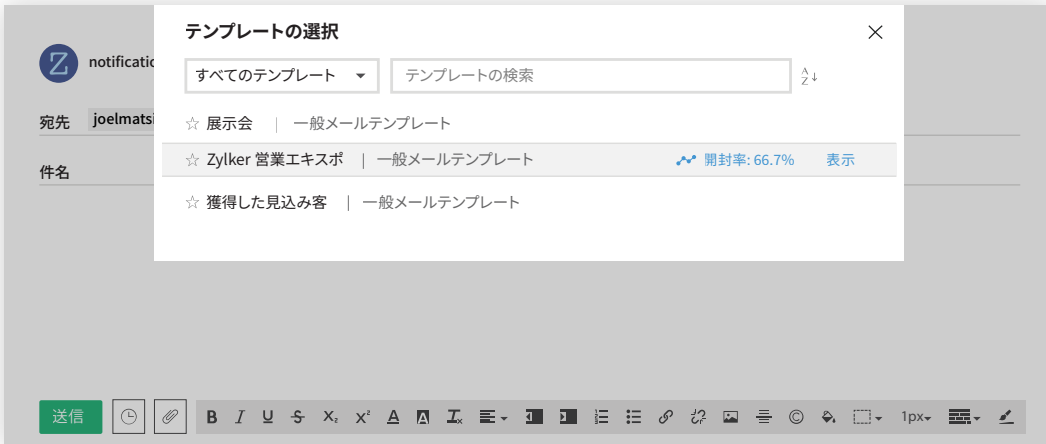 テンプレートの選択
Z notificatio
すべてのテンプレート テンプレートの検索 A Z
宛先 joelmatsi
☆ 展示会 | 一般メールテンプレート
☆ Zylker 営業エキスポ | 一般メールテンプレート 開封率: 66.7% 表示
件名
☆ 獲得した見込み客 | 一般メールテンプレート
送信 B I U S X₂ X² A A Ix 1px